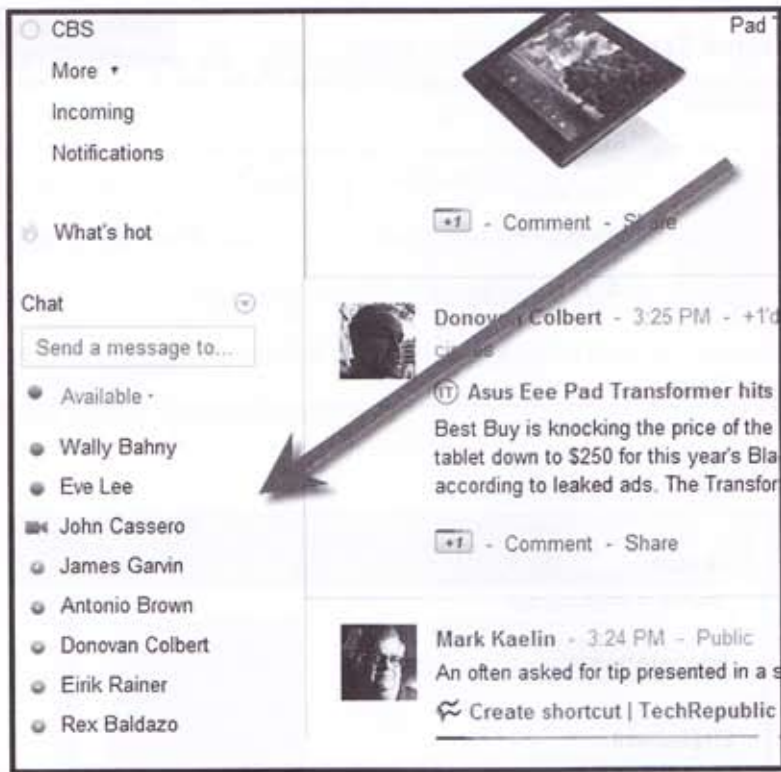 CBS
More ▾
Incoming
Notifications
What's hot
Chat
Send a message to...
Available
Wally Bahny
Eve Lee
John Cassero
James Garvin
Antonio Brown
Donovan Colbert
Eirik Rainer
Rex Baldazo
Pad
+1 - Comment - Share
Donovan Colbert - 3:25 PM - +1'd
Asus Eee Pad Transformer hits
Best Buy is knocking the price of the
tablet down to $250 for this year's Bla
according to leaked ads. The Transfor
+1 - Comment - Share
Mark Kaelin - 3:24 PM - Public
An often asked for tip presented in a s
Create shortcut | TechRepublic